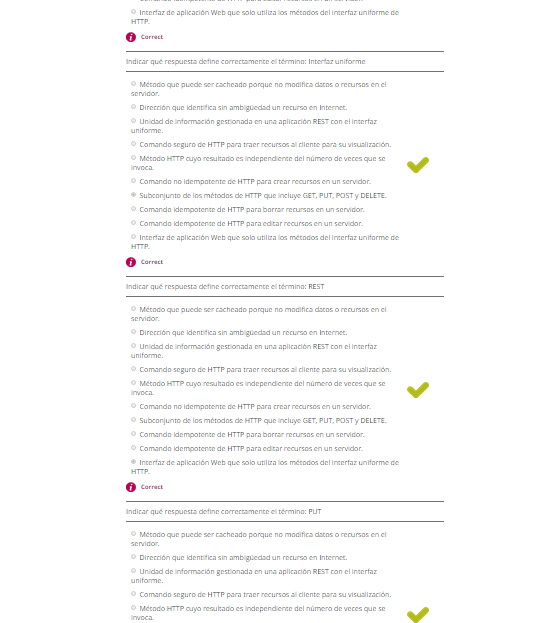 Interfaz de aplicación Web que solo utiliza los métodos del interfaz uniforme de
HTTP.
Correct
Indicar qué respuesta define correctamente el término: Interfaz uniforme
Método que puede ser cacheado porque no modifica datos o recursos en el
servidor.
Dirección que identifica sin ambigüedad un recurso en Internet.
Unidad de información gestionada en una aplicación REST con el interfaz
uniforme.
Comando seguro de HTTP para traer recursos al cliente para su visualización.
Método HTTP cuyo resultado es independiente del número de veces que se
invoca.
Comando no idempotente de HTTP para crear recursos en un servidor.
Subconjunto de los métodos de HTTP que incluye GET, PUT, POST y DELETE.
Comando idempotente de HTTP para borrar recursos en un servidor.
Comando idempotente de HTTP para editar recursos en un servidor.
Interfaz de aplicación Web que solo utiliza los métodos del interfaz uniforme de
HTTP.
Correct
Indicar qué respuesta define correctamente el término: REST
Método que puede ser cacheado porque no modifica datos o recursos en el
servidor.
Dirección que identifica sin ambigüedad un recurso en Internet.
Unidad de información gestionada en una aplicación REST con el interfaz
uniforme.
Comando seguro de HTTP para traer recursos al cliente para su visualización.
Método HTTP cuyo resultado es independiente del número de veces que se
invoca.
Comando no idempotente de HTTP para crear recursos en un servidor.
Subconjunto de los métodos de HTTP que incluye GET, PUT, POST y DELETE.
Comando idempotente de HTTP para borrar recursos en un servidor.
Comando idempotente de HTTP para editar recursos en un servidor.
Interfaz de aplicación Web que solo utiliza los métodos del interfaz uniforme de
HTTP.
Correct
Indicar qué respuesta define correctamente el término: PUT
Método que puede ser cacheado porque no modifica datos o recursos en el
servidor.
Dirección que identifica sin ambigüedad un recurso en Internet.
Unidad de información gestionada en una aplicación REST con el interfaz
uniforme.
Comando seguro de HTTP para traer recursos al cliente para su visualización.
Método HTTP cuyo resultado es independiente del número de veces que se
invoca.